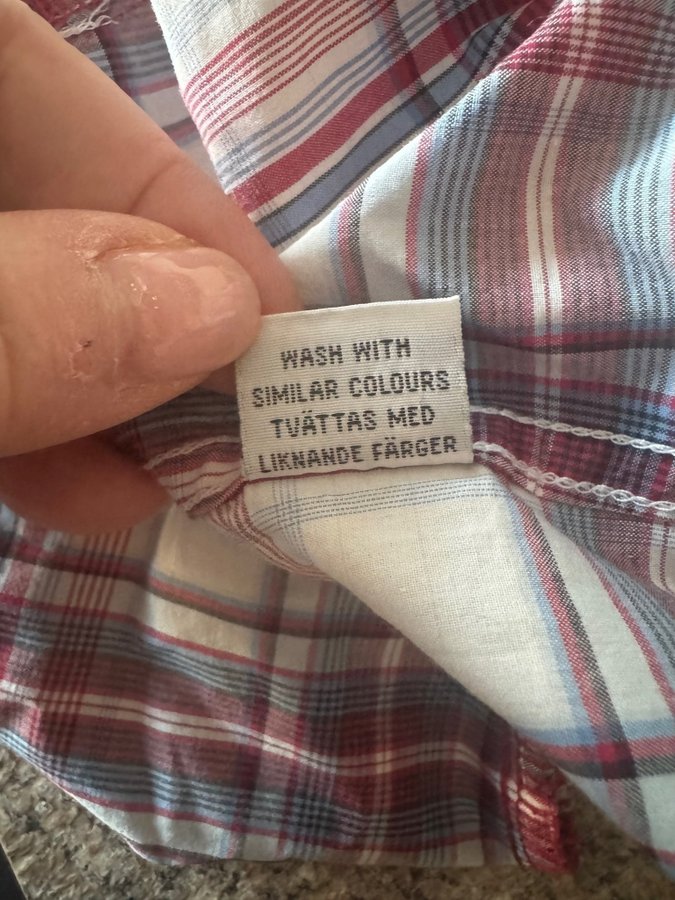 WASH WITH
SIMILAR COLOURS
TVÄTTAS MED
LIKNANDE FÄRGER